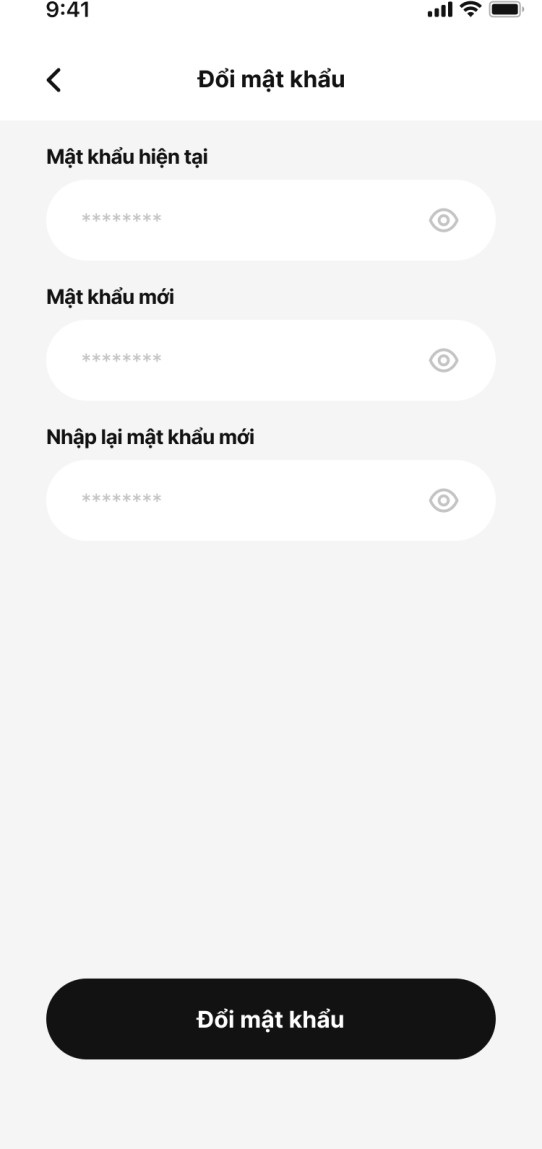 9:41
Đổi mật khẩu
Mật khẩu hiện tại
********
Mật khẩu mới
********
Nhập lại mật khẩu mới
********
Đổi mật khẩu